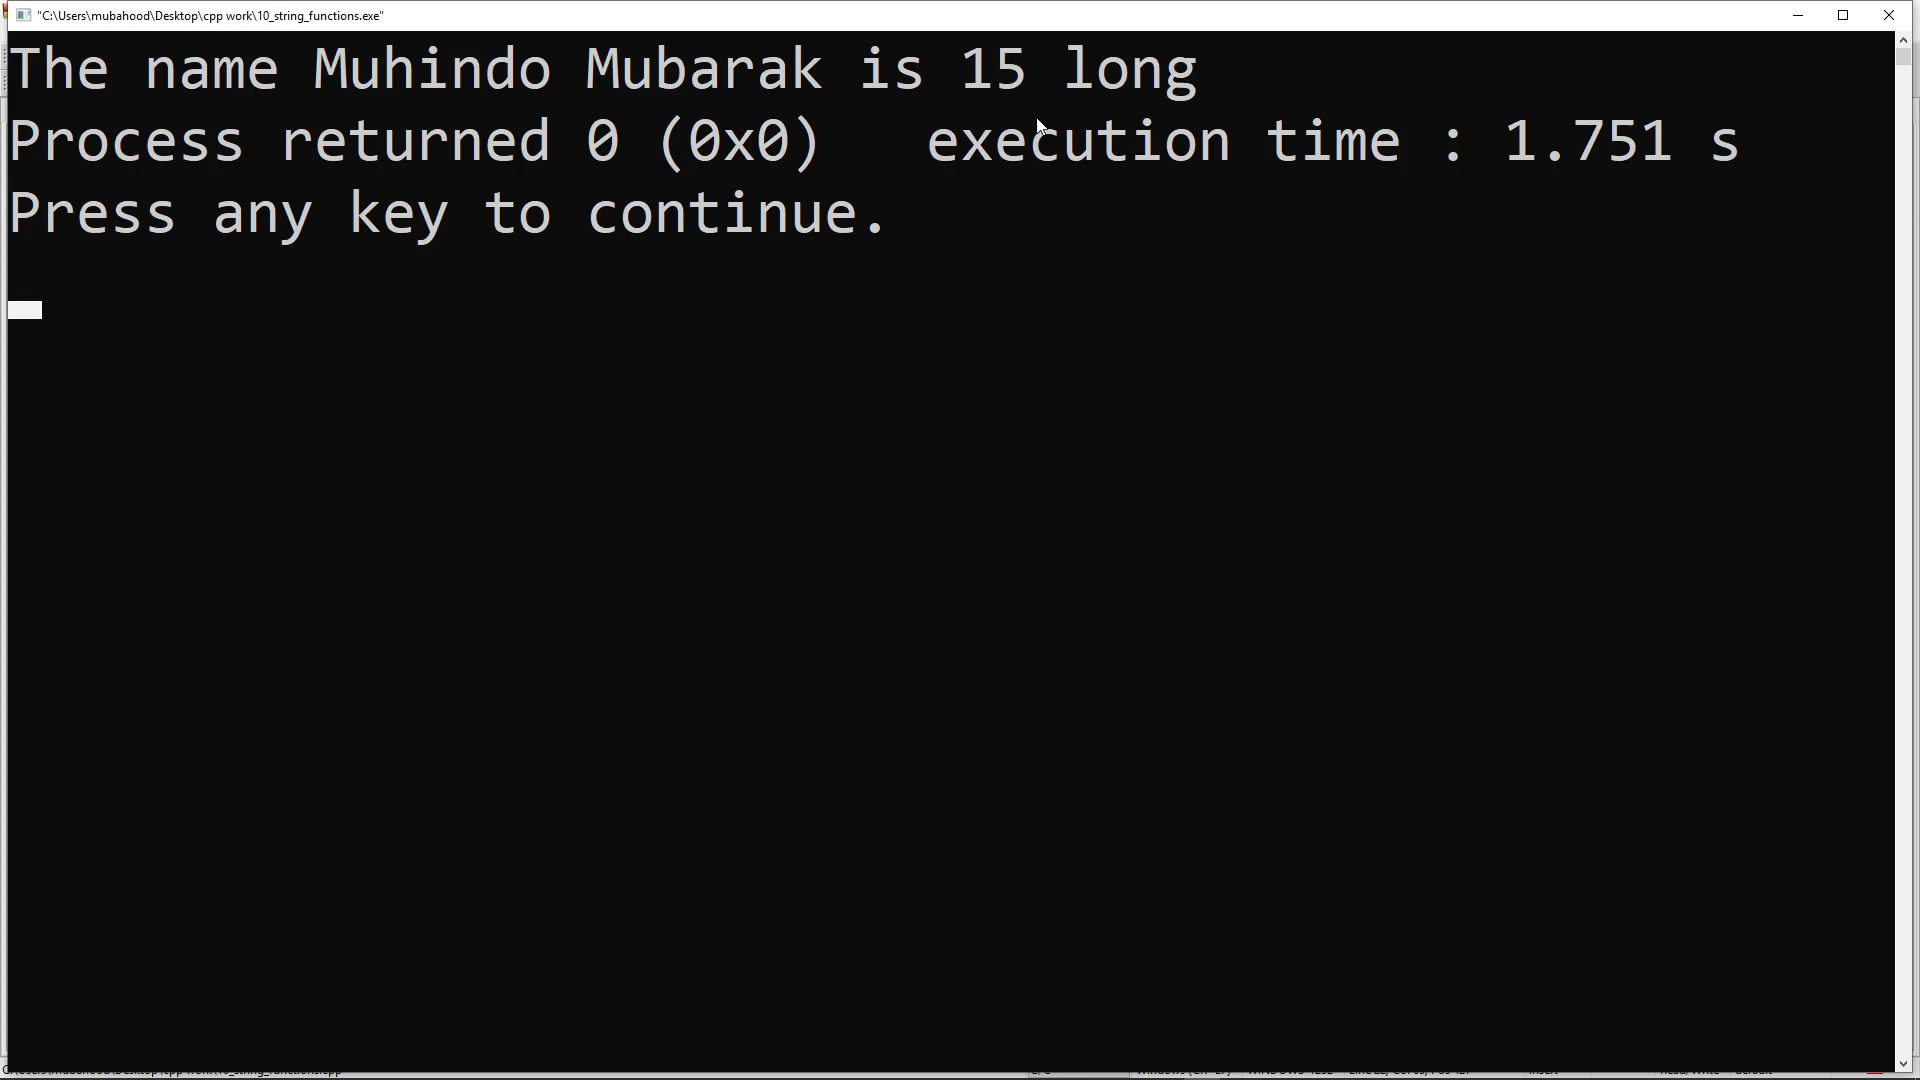 "C:\Users\mubahood\Desktop\cpp work\10_string_functions.exe"
The name Muhindo Mubarak is 15 long
Process returned 0 (0x0)   execution time : 1.751 s
Press any key to continue.